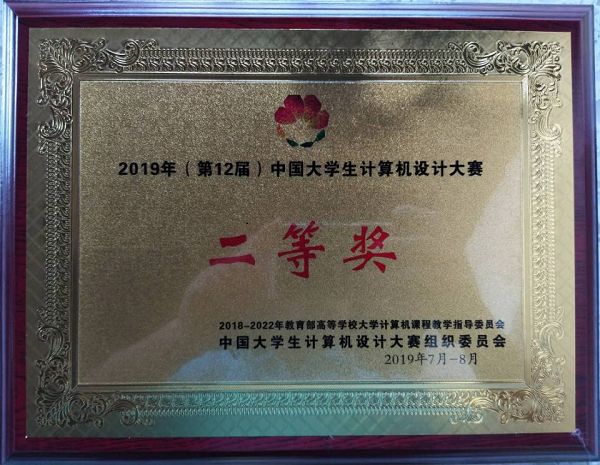 2019年（第12届）中国大学生计算机设计大赛
二等奖
2018-2022年教育部高等学校大学计算机课程教学指导委员会
中国大学生计算机设计大赛组织委员会
2019年7月-8月